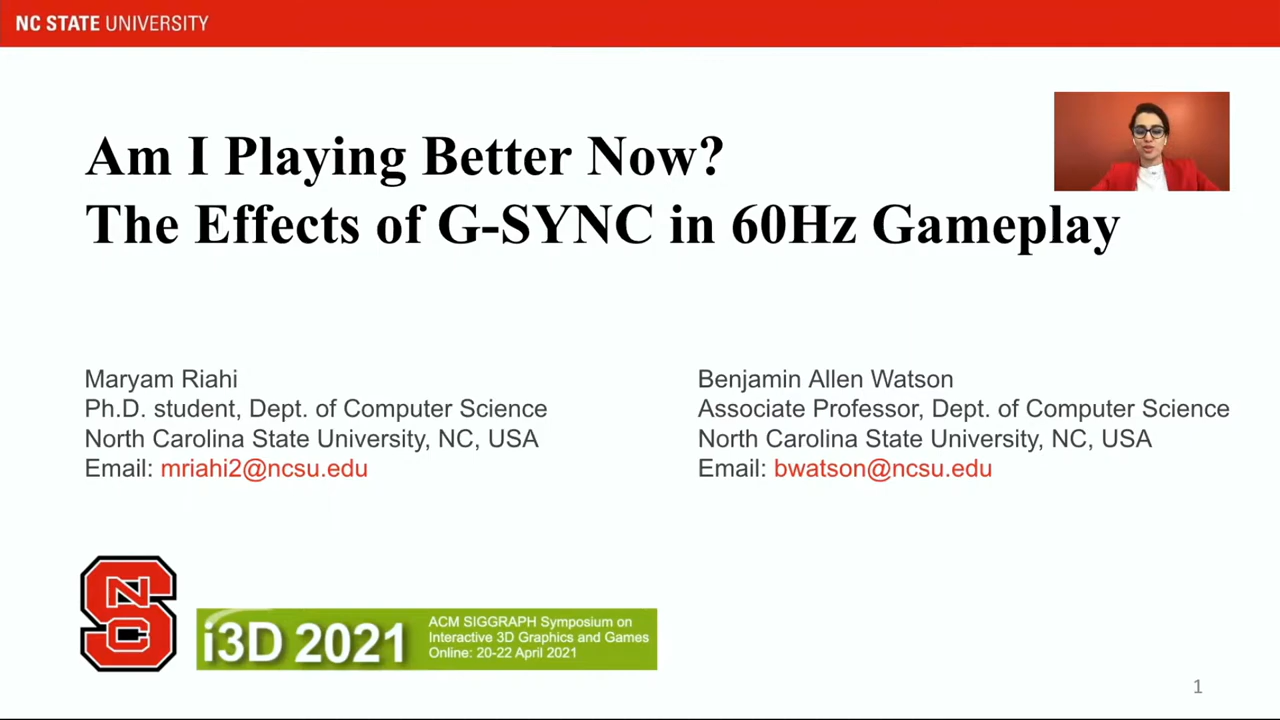 NC STATE UNIVERSITY
Am I Playing Better Now?
The Effects of G-SYNC in 60Hz Gameplay
Maryam Riahi
Ph.D. student, Dept. of Computer Science
North Carolina State University, NC, USA
Email: mriahi2@ncsu.edu
Benjamin Allen Watson
Associate Professor, Dept. of Computer Science
North Carolina State University, NC, USA
Email: bwatson@ncsu.edu
NCS
i3D 2021
ACM SIGGRAPH Symposium on
Interactive 3D Graphics and Games
Online: 20-22 April 2021
1